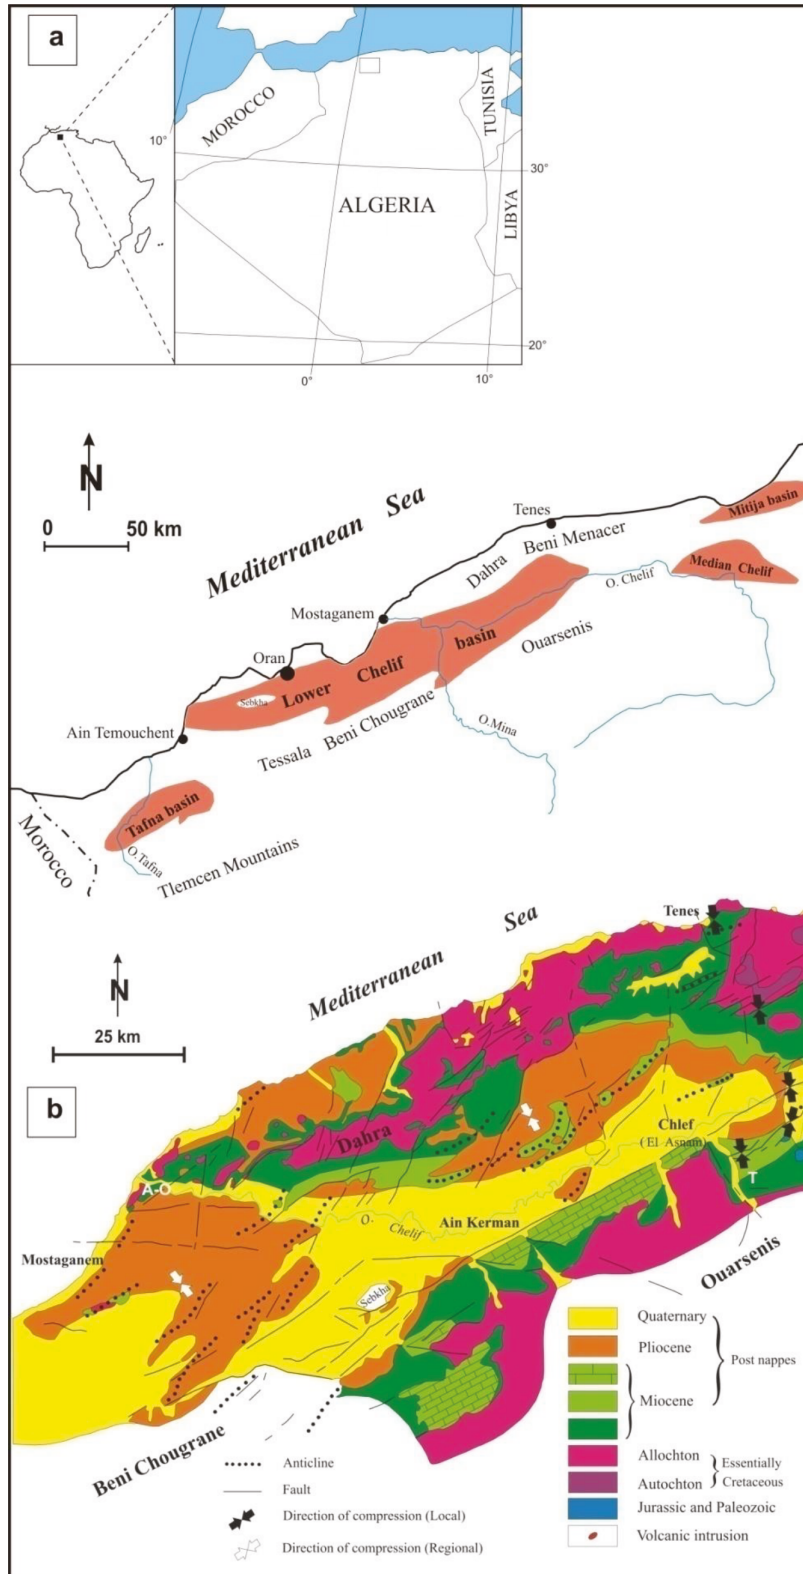 a
MOROCCO
ALGERIA
TUNISIA
LIBYA
10°
30°
20°
0°
10°
N
0 50 km
Mediterranean Sea
Tenes
Mitija basin
Beni Menacer
Dahra
O. Chelif
Median Chelif
Mostaganem
Oran
Lower Chelif basin
Ouarsenis
Sebkha
Ain Temouchent
Tessala
Beni Chougrane
O.Mina
Tafna basin
O.Tafna
Morocco
Tlemcen Mountains
N
25 km
Mediterranean Sea
Tenes
b
Dahra
Chlef
(El Asnam)
A-O
T
O. Chelif
Ain Kerman
Mostaganem
Sebkha
Ouarsenis
Beni Chougrane
Quaternary
Pliocene
Miocene
Post nappes
Allochton
Autochton
Essentially
Cretaceous
Jurassic and Paleozoic
Volcanic intrusion
Anticline
Fault
Direction of compression (Local)
Direction of compression (Regional)